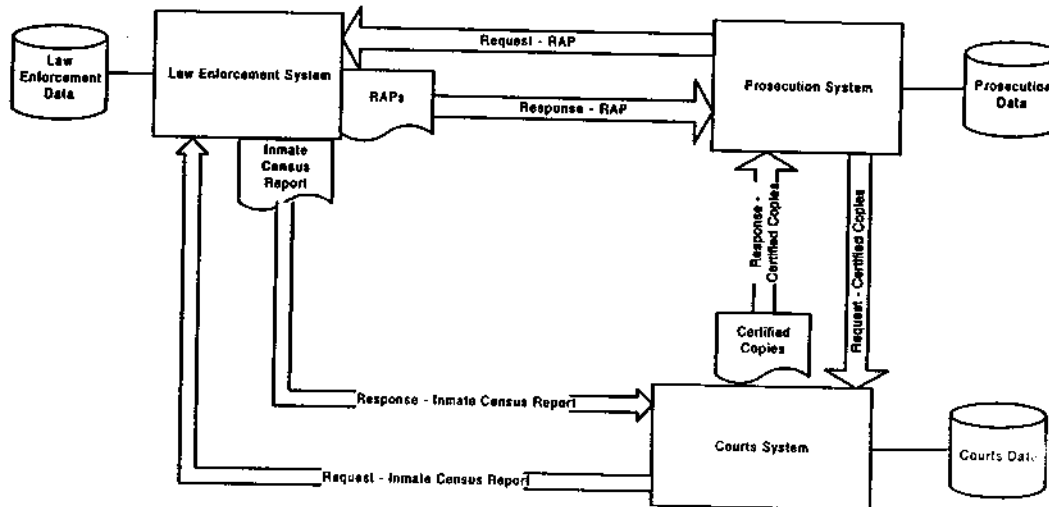 Request - RAP
Law
Enforcement
Data
Law Enforcement System
RAPs
Response - RAP
Prosecution System
Prosecution
Data
Inmate
Census
Report
Response -
Certified Copies
Request - Certified Copies
Certified
Copies
Response - Inmate Census Report
Courts System
Courts Data
Request - Inmate Census Report